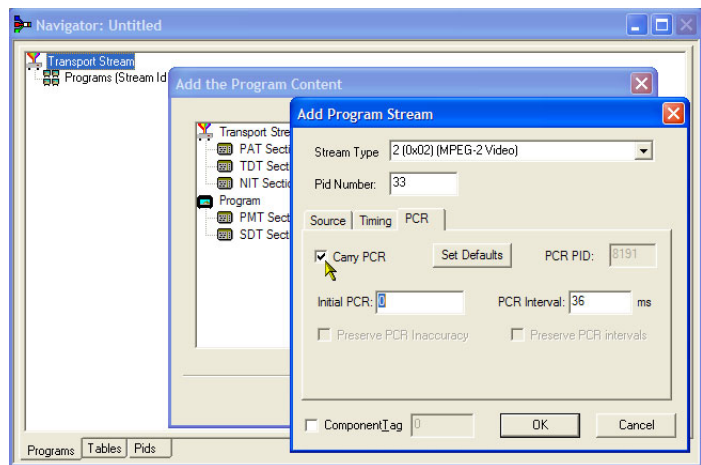 Navigator: Untitled
Transport Stream
Programs (Stream Id
Add the Program Content
Transport Stre
PAT Secti
TDT Sect
NIT Sectio
Program
PMT Sect
SDT Sect
Add Program Stream
Stream Type 2 (0x02) (MPEG-2 Video)
Pid Number: 33
Source Timing PCR
Carry PCR Set Defaults PCR PID: 8191
Initial PCR: 0 PCR Interval: 36 ms
Preserve PCR Inaccuracy Preserve PCR intervals
ComponentTag 0 OK Cancel
Programs Tables Pids